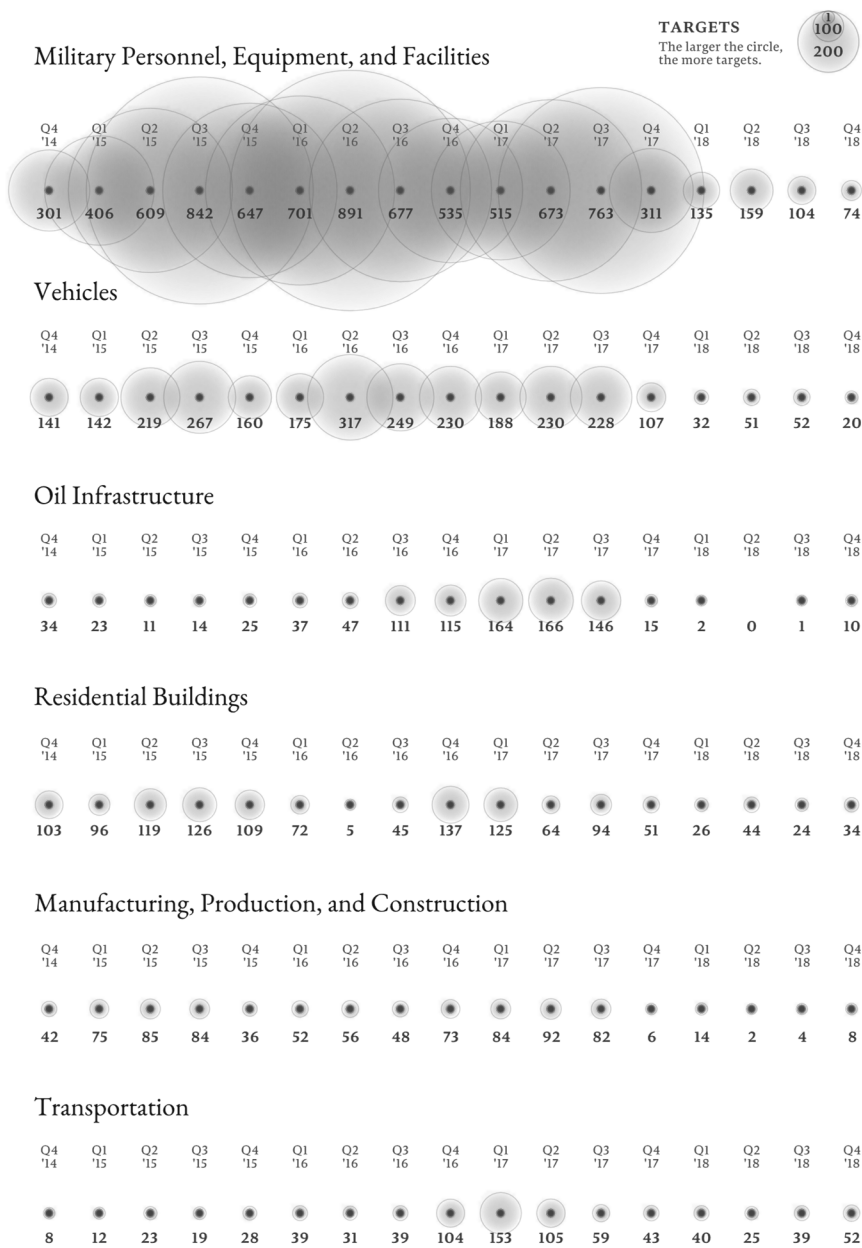 TARGETS
The larger the circle,
the more targets.
1
100
200
Military Personnel, Equipment, and Facilities
Q4 Q1 Q2 Q3 Q4 Q1 Q2 Q3 Q4 Q1 Q2 Q3 Q4 Q1 Q2 Q3 Q4
'14 '15 '15 '15 '15 '16 '16 '16 '16 '17 '17 '17 '17 '18 '18 '18 '18
301 406 609 842 647 701 891 677 535 515 673 763 311 135 159 104 74
Vehicles
Q4 Q1 Q2 Q3 Q4 Q1 Q2 Q3 Q4 Q1 Q2 Q3 Q4 Q1 Q2 Q3 Q4
'14 '15 '15 '15 '15 '16 '16 '16 '16 '17 '17 '17 '17 '18 '18 '18 '18
141 142 219 267 160 175 317 249 230 188 230 228 107 32 51 52 20
Oil Infrastructure
Q4 Q1 Q2 Q3 Q4 Q1 Q2 Q3 Q4 Q1 Q2 Q3 Q4 Q1 Q2 Q3 Q4
'14 '15 '15 '15 '15 '16 '16 '16 '16 '17 '17 '17 '17 '18 '18 '18 '18
34 23 11 14 25 37 47 111 115 164 166 146 15 2 0 1 10
Residential Buildings
Q4 Q1 Q2 Q3 Q4 Q1 Q2 Q3 Q4 Q1 Q2 Q3 Q4 Q1 Q2 Q3 Q4
'14 '15 '15 '15 '15 '16 '16 '16 '16 '17 '17 '17 '17 '18 '18 '18 '18
103 96 119 126 109 72 5 45 137 125 64 94 51 26 44 24 34
Manufacturing, Production, and Construction
Q4 Q1 Q2 Q3 Q4 Q1 Q2 Q3 Q4 Q1 Q2 Q3 Q4 Q1 Q2 Q3 Q4
'14 '15 '15 '15 '15 '16 '16 '16 '16 '17 '17 '17 '17 '18 '18 '18 '18
42 75 85 84 36 52 56 48 73 84 92 82 6 14 2 4 8
Transportation
Q4 Q1 Q2 Q3 Q4 Q1 Q2 Q3 Q4 Q1 Q2 Q3 Q4 Q1 Q2 Q3 Q4
'14 '15 '15 '15 '15 '16 '16 '16 '16 '17 '17 '17 '17 '18 '18 '18 '18
8 12 23 19 28 39 31 39 104 153 105 59 43 40 25 39 52